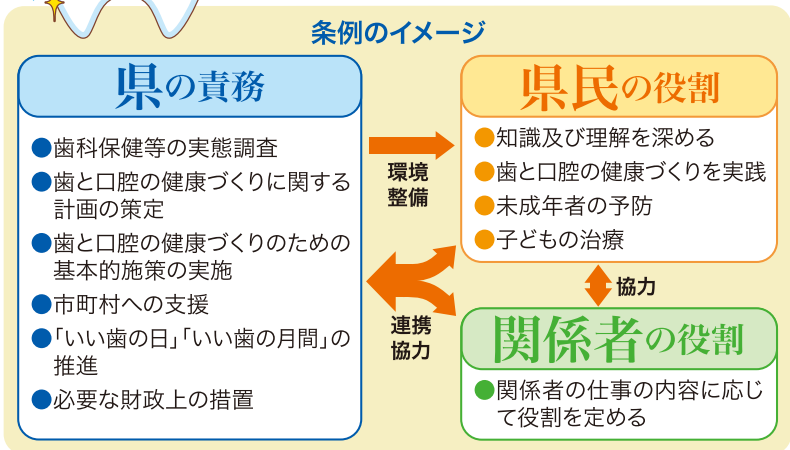 条例のイメージ
県の責務
●歯科保健等の実態調査
●歯と口腔の健康づくりに関する
計画の策定
●歯と口腔の健康づくりのための
基本的施策の実施
●市町村への支援
●「いい歯の日」「いい歯の月間」の
推進
●必要な財政上の措置
環境
整備
連携
協力
県民の役割
●知識及び理解を深める
●歯と口腔の健康づくりを実践
●未成年者の予防
●子どもの治療
協力
関係者の役割
●関係者の仕事の内容に応じ
て役割を定める